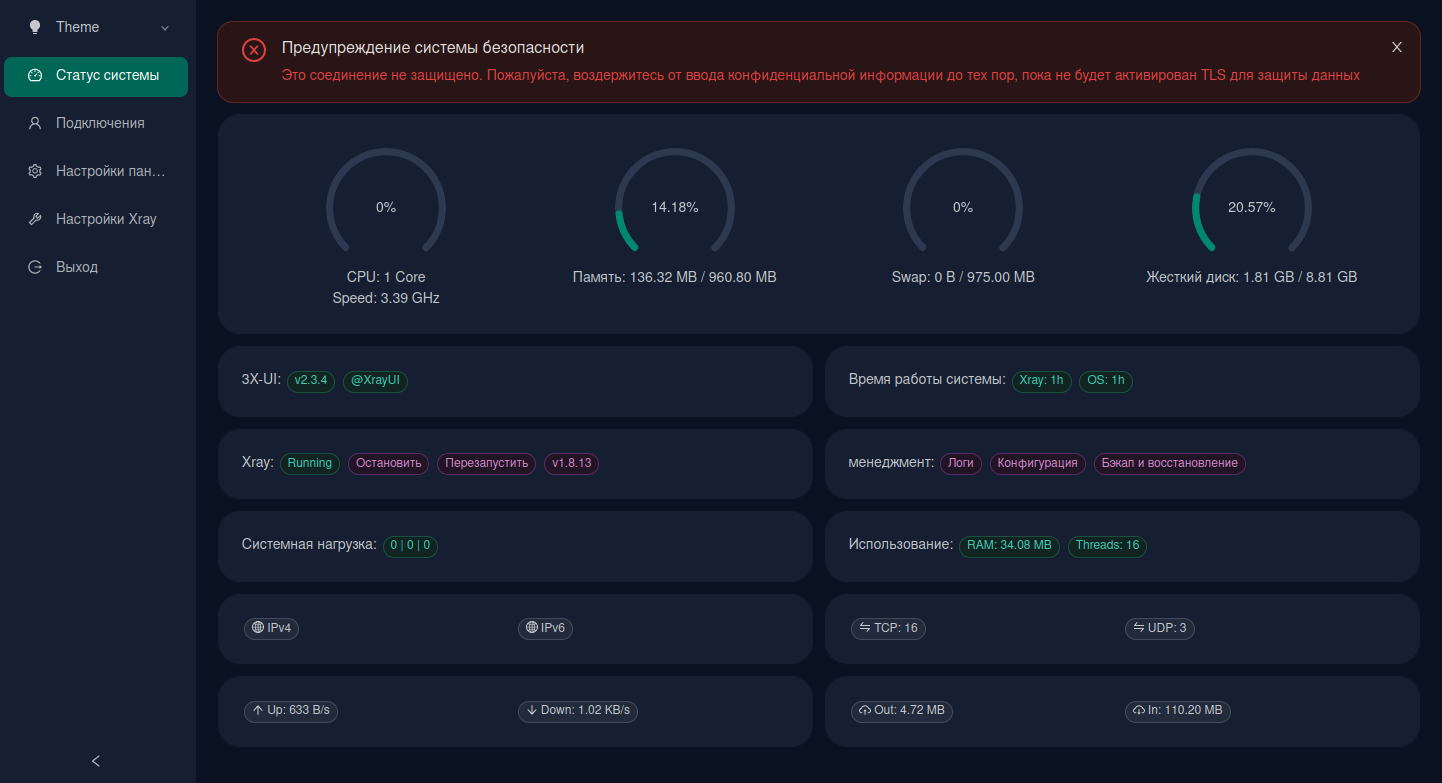 Theme
Статус системы
Подключения
Настройки пан...
Настройки Xray
Выход
Предупреждение системы безопасности
Это соединение не защищено. Пожалуйста, воздержитесь от ввода конфиденциальной информации до тех пор, пока не будет активирован TLS для защиты данных
0%
CPU: 1 Core
Speed: 3.39 GHz
14.18%
Память: 136.32 MB / 960.80 MB
0%
Swap: 0 B / 975.00 MB
20.57%
Жесткий диск: 1.81 GB / 8.81 GB
3X-UI: v2.3.4 @XrayUI
Время работы системы: Xray: 1h OS: 1h
Xray: Running Остановить Перезапустить v1.8.13
менеджмент: Логи Конфигурация Бэкап и восстановление
Системная нагрузка: 0 | 0 | 0
Использование: RAM: 34.08 MB Threads: 16
IPv4 IPv6
TCP: 16 UDP: 3
Up: 633 B/s Down: 1.02 KB/s
Out: 4.72 MB In: 110.20 MB